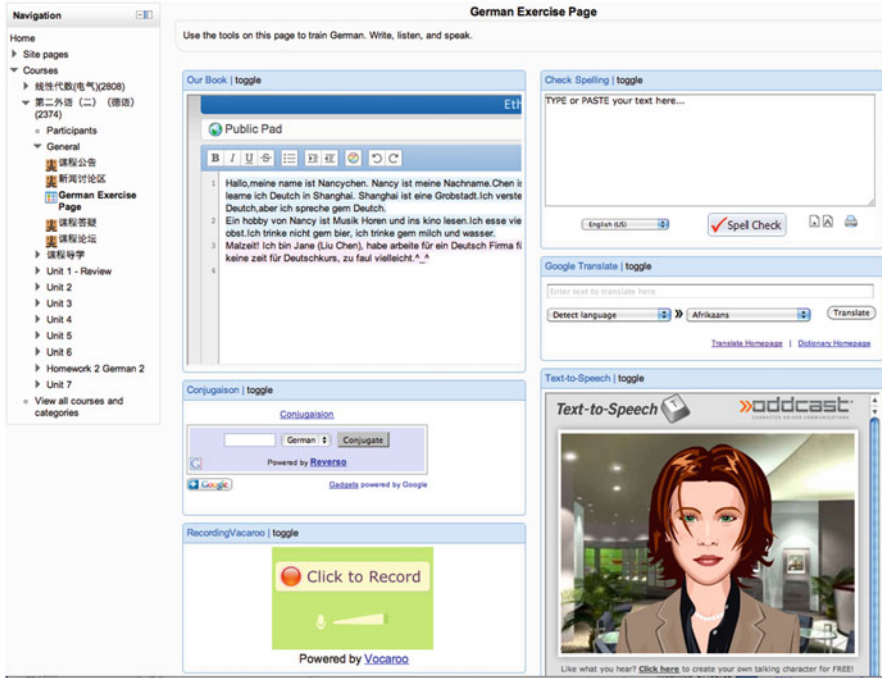 German Exercise Page
Navigation
Home
Site pages
Courses
线性代数(电气)(2808)
第二外语（二）（德语）
(2374)
Participants
General
课程公告
新闻讨论区
German Exercise
Page
课程答疑
课程论坛
课程导学
Unit 1 - Review
Unit 2
Unit 3
Unit 4
Unit 5
Unit 6
Homework 2 German 2
Unit 7
View all courses and
categories
Use the tools on this page to train German. Write, listen, and speak.
Our Book | toggle
Eth
Public Pad
B I U S
1 Hallo,meine name ist Nancychen. Nancy ist meine Nachname.Chen is
learne ich Deutch in Shanghai. Shanghai ist eine Grobstadt.Ich verste
Deutch,aber ich spreche gern Deutch.
2 Ein hobby von Nancy ist Musik Horen und ins kino lesen.Ich esse vie
obst.Ich trinke nicht gern bier, ich trinke gern milch und wasser.
3 Malzeit! Ich bin Jane (Liu Chen), habe arbeite für ein Deutsch Firma fü
keine zeit für Deutschkurs, zu faul vielleicht.^_^
4
Conjugaison | toggle
Conjugaision
German Conjugate
Powered by Reverso
Google
Gadgets powered by Google
RecordingVacaroo | toggle
Click to Record
Powered by Vocaroo
Check Spelling | toggle
TYPE or PASTE your text here...
English (US) Spell Check
Google Translate | toggle
Enter text to translate here
Detect language » Afrikaans Translate
Translate Homepage | Dictionary Homepage
Text-to-Speech | toggle
Text-to-Speech T oddcast
CHARACTER DRIVEN COMMUNICATIONS
Like what you hear? Click here to create your own talking character for FREE!